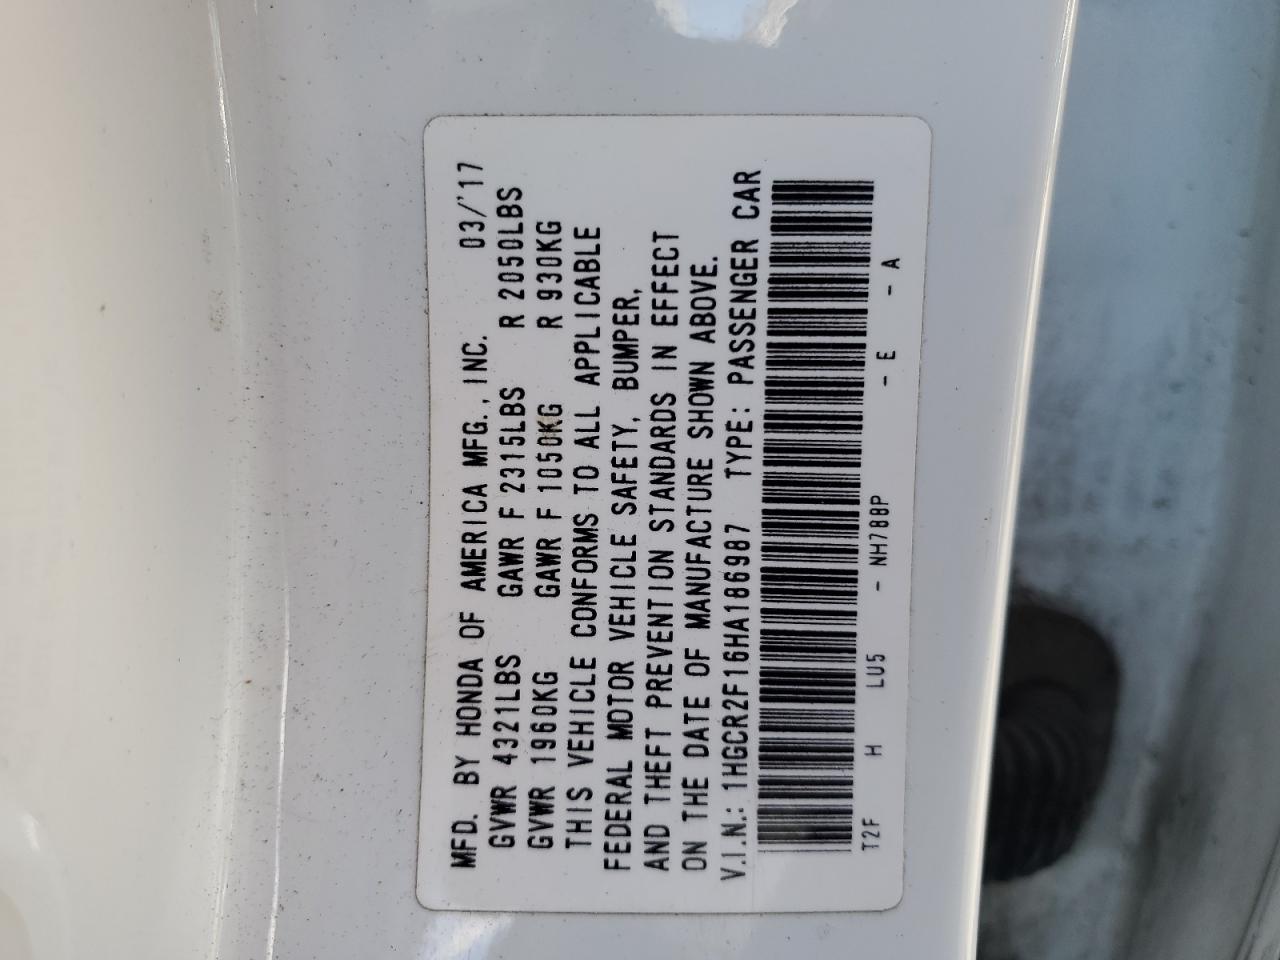 MFD. BY HONDA OF AMERICA MFG., INC. 03/'17
GVWR 4321LBS GAWR F 2315LBS R 2050LBS
GVWR 1960KG GAWR F 1050KG R 930KG
THIS VEHICLE CONFORMS TO ALL APPLICABLE
FEDERAL MOTOR VEHICLE SAFETY, BUMPER,
AND THEFT PREVENTION STANDARDS IN EFFECT
ON THE DATE OF MANUFACTURE SHOWN ABOVE.
V.I.N.: 1HGCR2F16HA186987 TYPE: PASSENGER CAR
T2F H LU5 - NH788P - E - A